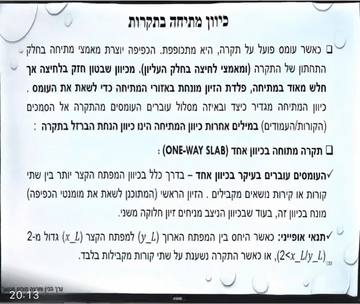 כיוון מתיחה בתקרות
❑ כאשר עומס פועל על תקרה, היא מתכופפת. הכפיפה יוצרת מאמצי מתיחה בחלק
התחתון של התקרה (ומאמצי לחיצה בחלק העליון). מכיוון שבטון חזק בלחיצה אך
חלש מאוד במתיחה, פלדת הזיון מונחת באזורי המתיחה כדי לשאת את העומס .
כיוון המתיחה מגדיר כיצד ובאיזה מסלול עוברים העומסים מהתקרה אל הסמכים
(הקורות/העמודים) במילים אחרות כיוון המתיחה הינו כיוון הנחת הברזל בתקרה :
❑ תקרה מתוחה בכיוון אחד (ONE-WAY SLAB) :
✓העומסים עוברים בעיקר בכיוון אחד – בדרך כלל בכיוון המפתח הקצר יותר בין שתי
קורות או קירות נושאים מקבילים . הזיון הראשי (המתוכנן לשאת את מומנטי הכפיפה)
מונח בכיוון זה, בעוד שבכיוון הניצב מניחים זיון חלוקה משני.
✓תנאי אופייני: כאשר היחס בין המפתח הארוך (y_L) למפתח הקצר (x_L) גדול מ-2
(2<x_L/y_L), או כאשר התקרה נשענת על שתי קורות מקבילות בלבד.
20:13